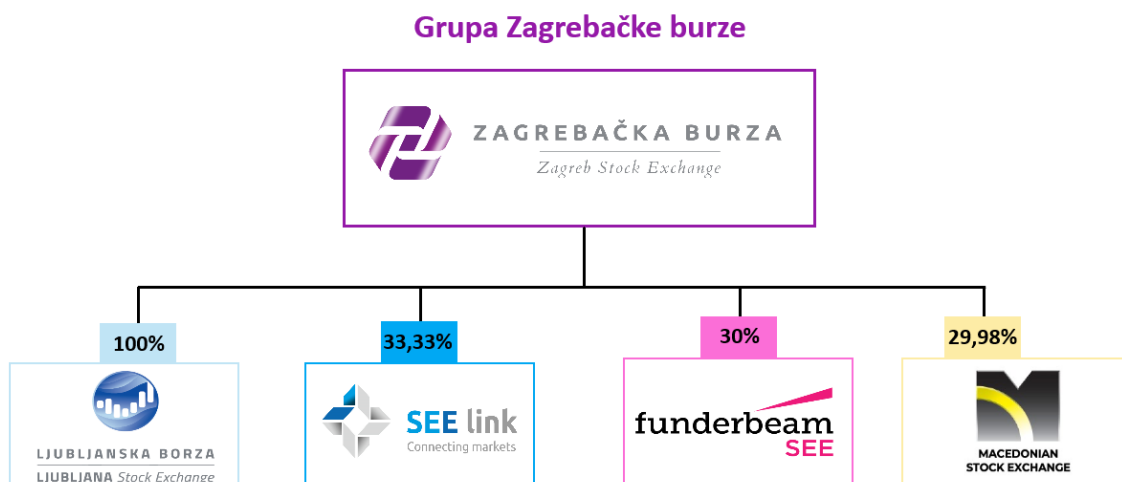 Grupa Zagrebačke burze
ZAGREBAČKA BURZA
Zagreb Stock Exchange
100%
33,33%
30%
29,98%
LJUBLJANSKA BORZA
LJUBLJANA Stock Exchange
SEE link
Connecting markets
funderbeam
SEE
MACEDONIAN
STOCK EXCHANGE